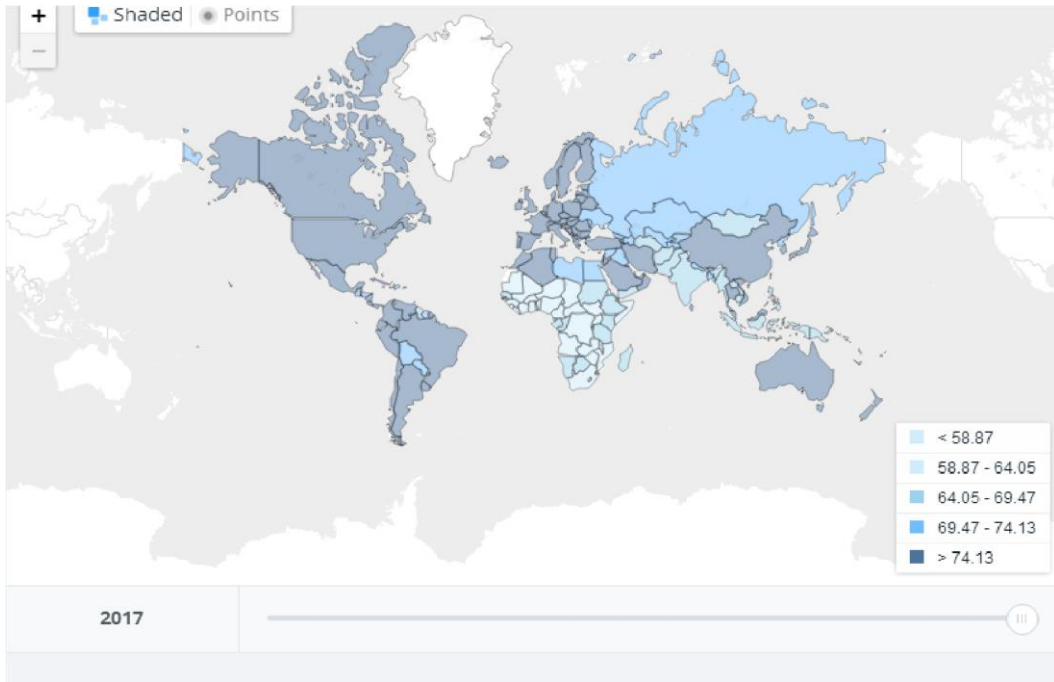 +
Shaded Points
−
< 58.87
58.87 - 64.05
64.05 - 69.47
69.47 - 74.13
> 74.13
2017